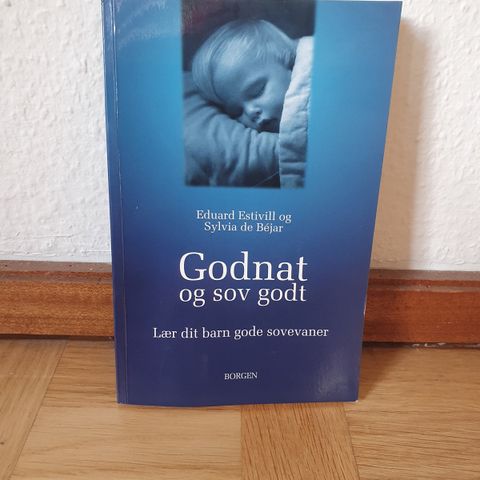 Eduard Estivill og
Sylvia de Béjar
Godnat
og sov godt
Lær dit barn gode sovevaner
BORGEN